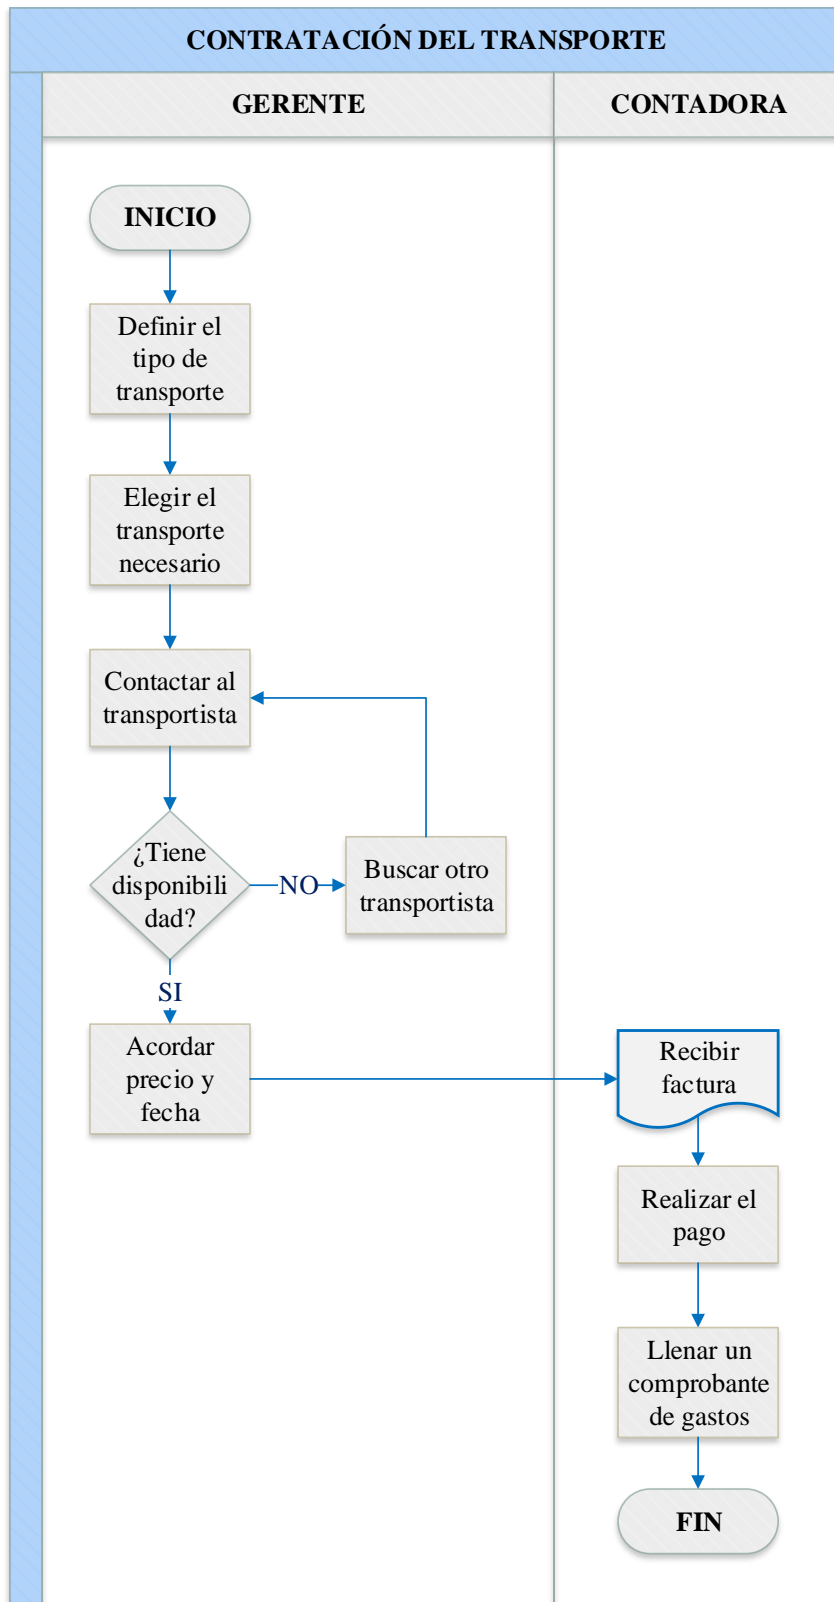 CONTRATACIÓN DEL TRANSPORTE
GERENTE
CONTADORA
INICIO
Definir el
tipo de
transporte
Elegir el
transporte
necesario
Contactar al
transportista
¿Tiene
disponibili
dad?
NO
Buscar otro
transportista
SI
Acordar
precio y
fecha
Recibir
factura
Realizar el
pago
Llenar un
comprobante
de gastos
FIN